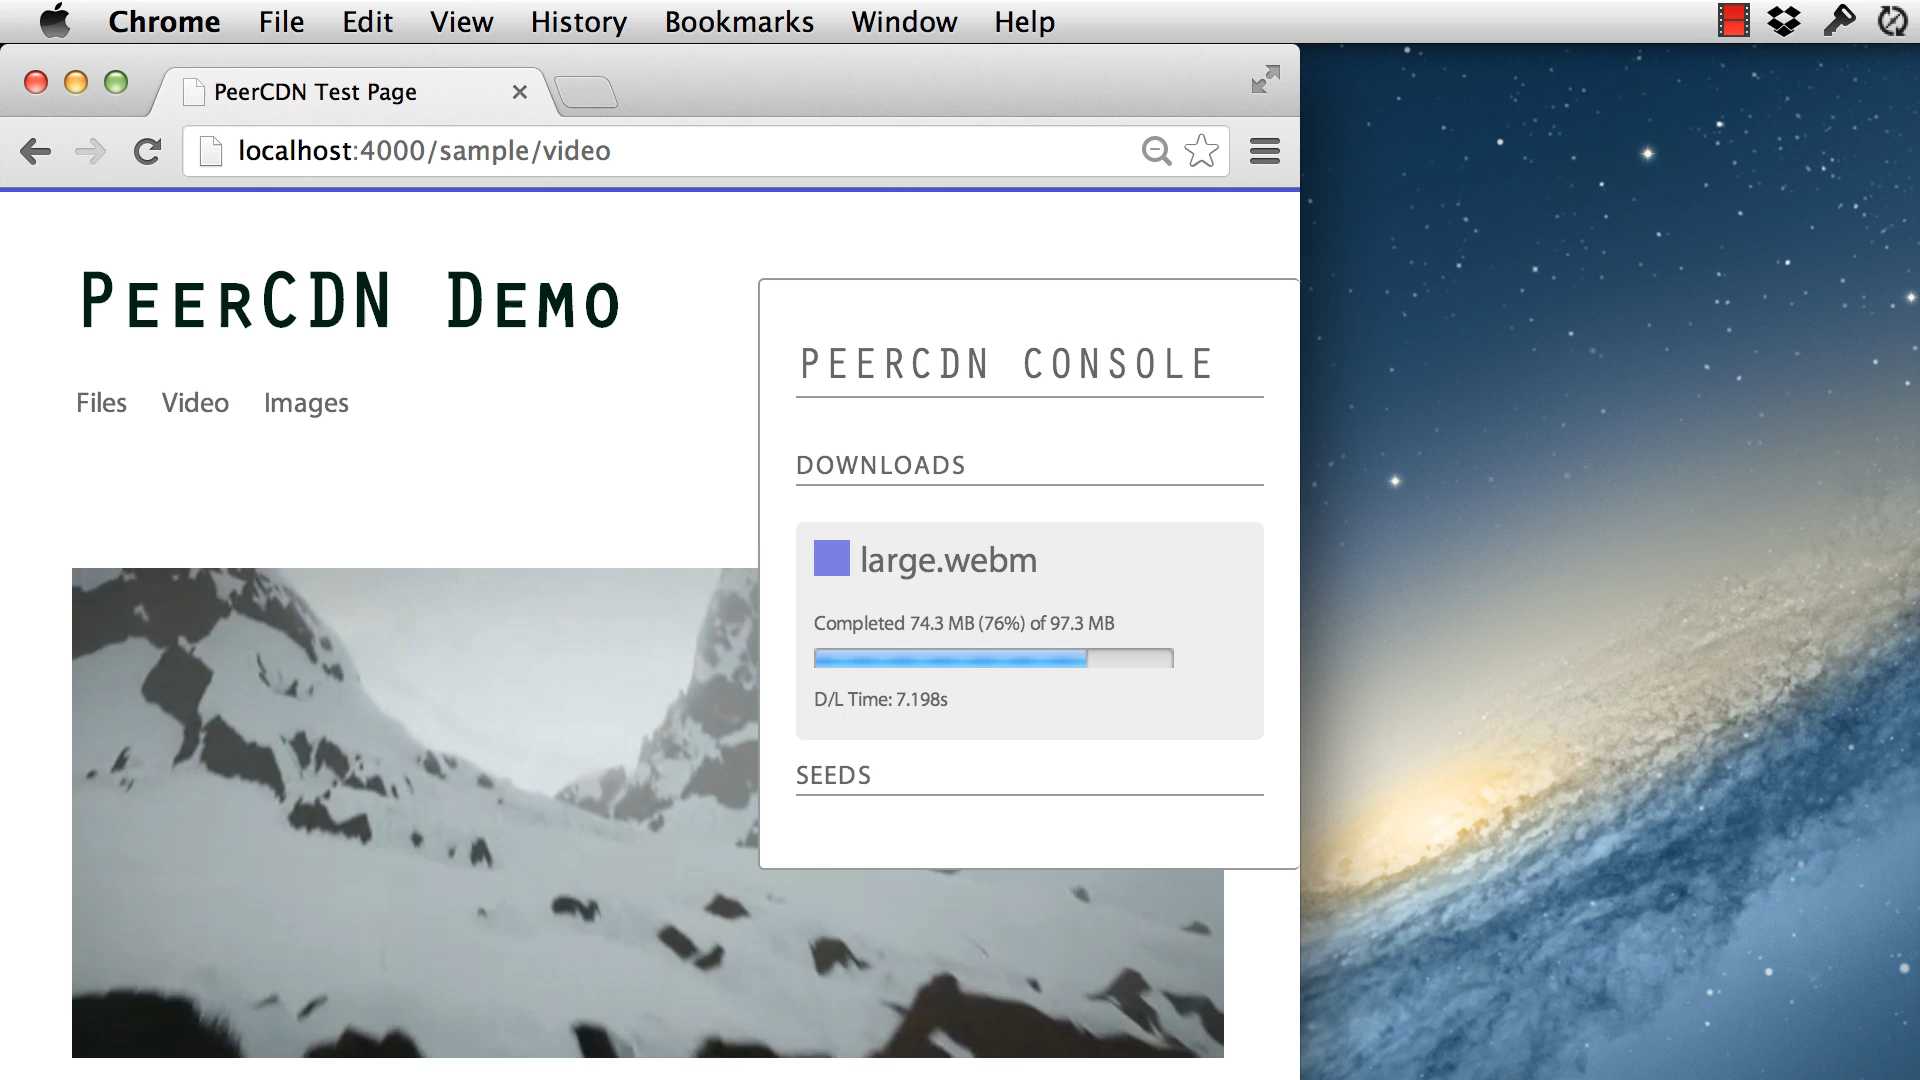 Chrome File Edit View History Bookmarks Window Help
PeerCDN Test Page
localhost:4000/sample/video
PEERCDN DEMO
Files Video Images
PEERCDN CONSOLE
DOWNLOADS
large.webm
Completed 74.3 MB (76%) of 97.3 MB
D/L Time: 7.198s
SEEDS